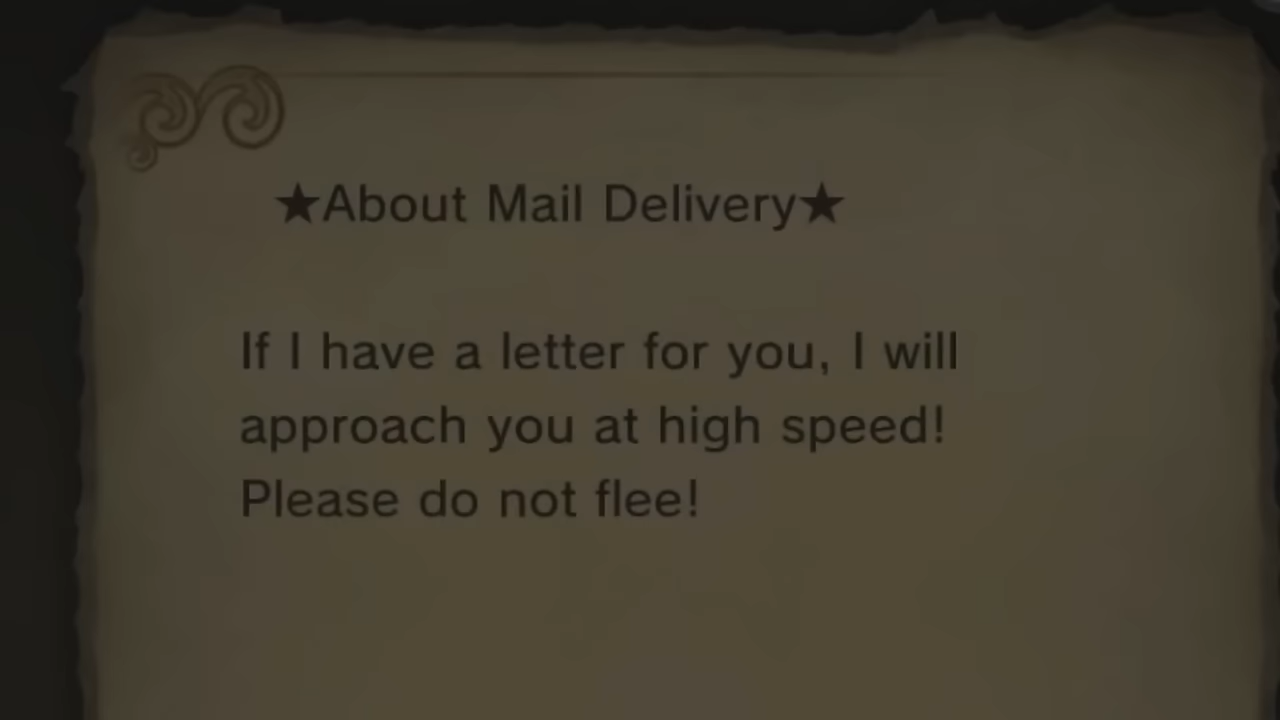 ★About Mail Delivery★
If I have a letter for you, I will
approach you at high speed!
Please do not flee!